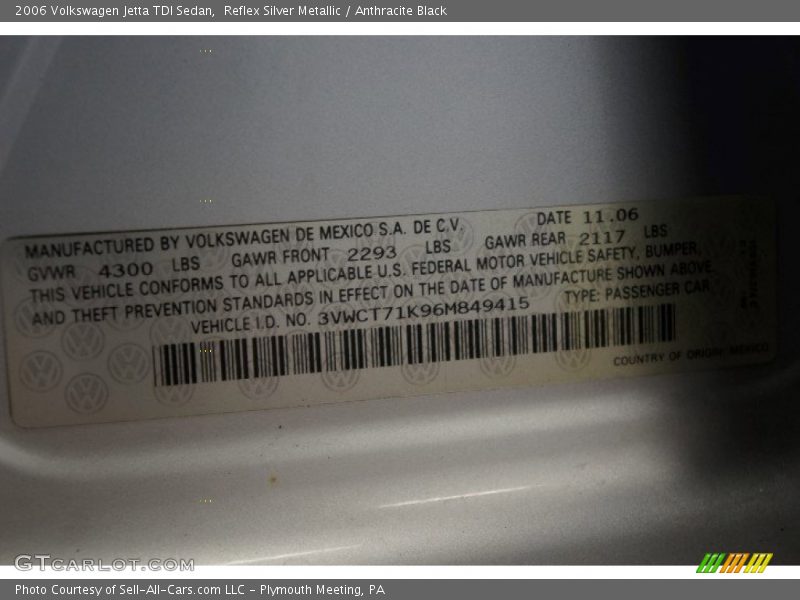 2006 Volkswagen Jetta TDI Sedan,  Reflex Silver Metallic / Anthracite Black
MANUFACTURED BY VOLKSWAGEN DE MEXICO S.A. DE C.V. DATE 11.06
GVWR 4300 LBS GAWR FRONT 2293 LBS GAWR REAR 2117 LBS
THIS VEHICLE CONFORMS TO ALL APPLICABLE U.S. FEDERAL MOTOR VEHICLE SAFETY, BUMPER,
AND THEFT PREVENTION STANDARDS IN EFFECT ON THE DATE OF MANUFACTURE SHOWN ABOVE.
VEHICLE I.D. NO. 3VWCT71K96M849415 TYPE: PASSENGER CAR
COUNTRY OF ORIGIN: MEXICO
GTCARLOT.COM
Photo Courtesy of Sell-All-Cars.com LLC - Plymouth Meeting, PA